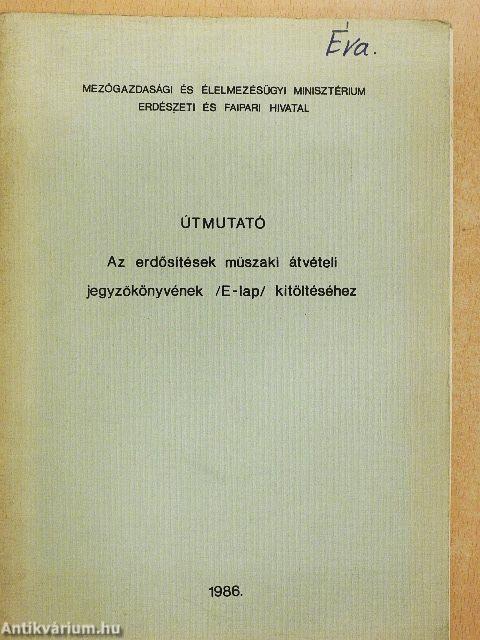 Éva.
MEZŐGAZDASÁGI ÉS ÉLELMEZÉSÜGYI MINISZTÉRIUM
ERDÉSZETI ÉS FAIPARI HIVATAL
ÚTMUTATÓ
Az erdősítések műszaki átvételi
jegyzőkönyvének /E-lap/ kitöltéséhez
1986.
Antikvárium.hu